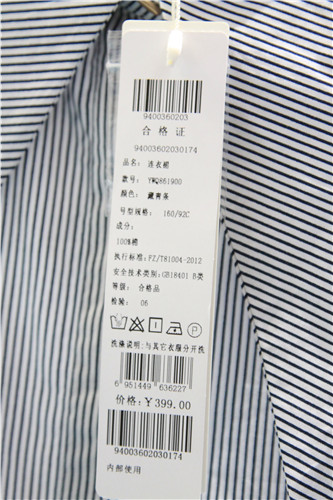 9400360203
合格证
94003602030174
品名: 连衣裙
款号: YWQ861900
颜色: 藏青条
号型规格: 160/92C
成分:
100%棉
执行标准: FZ/T81004-2012
安全技术类别: GB18401 B类
等级: 合格品
检验: 06
P
洗涤说明:与其它衣服分开洗
6 951449 636227
价格:￥399.00
94003602030174
内部使用